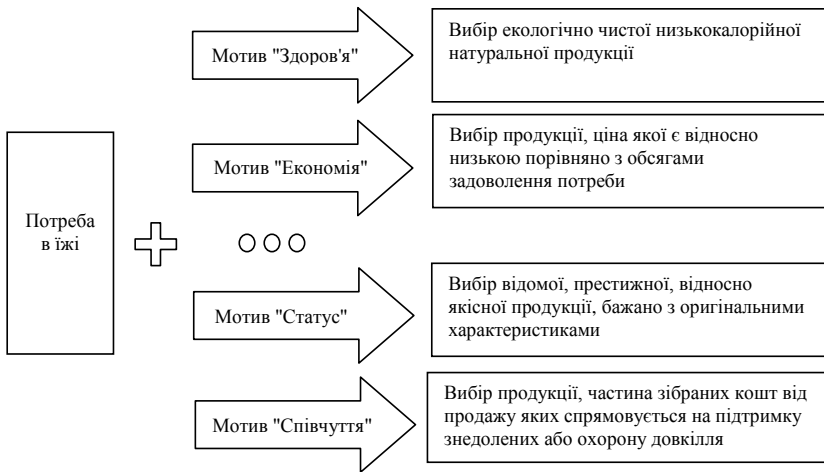 Потреба
в їжі
Мотив "Здоров'я"
Вибір екологічно чистої низькокалорійної
натуральної продукції
Мотив "Економія"
Вибір продукції, ціна якої є відносно
низькою порівняно з обсягами
задоволення потреби
Мотив "Статус"
Вибір відомої, престижної, відносно
якісної продукції, бажано з оригінальними
характеристиками
Мотив "Співчуття"
Вибір продукції, частина зібраних кошт від
продажу яких спрямовується на підтримку
знедолених або охорону довкілля